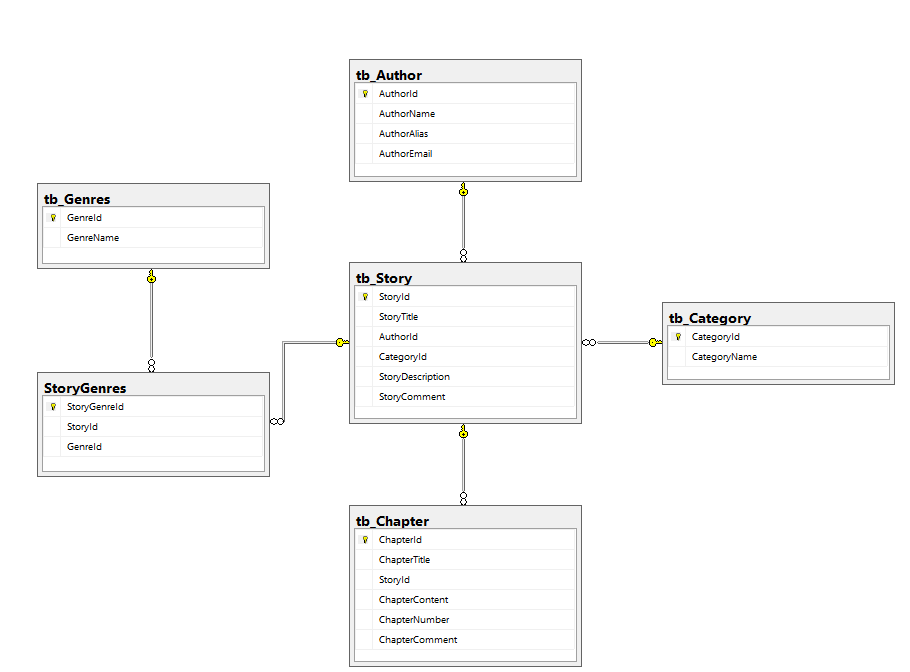 tb_Author
AuthorId
AuthorName
AuthorAlias
AuthorEmail
tb_Genres
GenreId
GenreName
tb_Story
StoryId
StoryTitle
AuthorId
CategoryId
StoryDescription
StoryComment
tb_Category
CategoryId
CategoryName
StoryGenres
StoryGenreId
StoryId
GenreId
tb_Chapter
ChapterId
ChapterTitle
StoryId
ChapterContent
ChapterNumber
ChapterComment